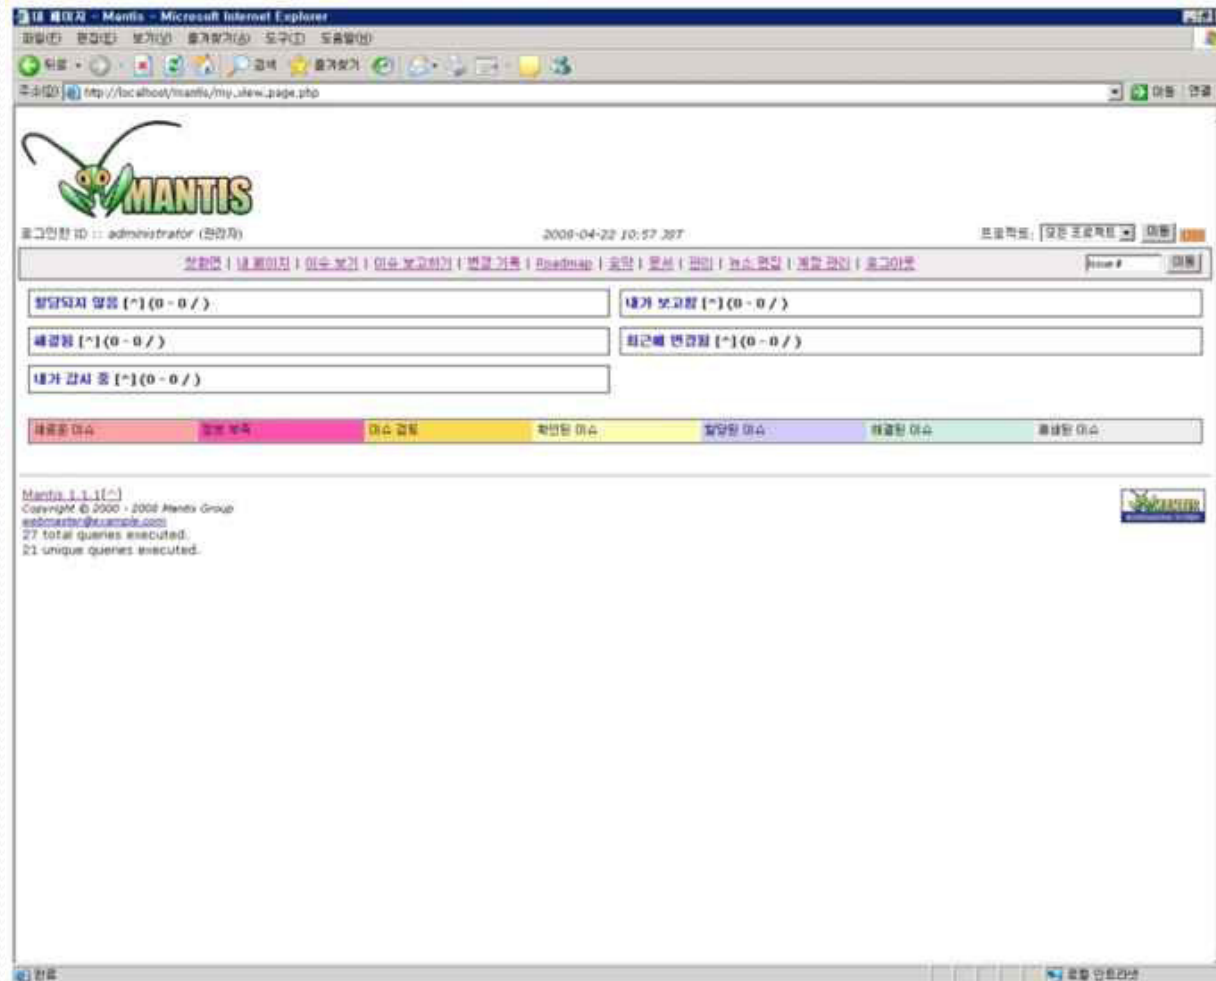 내 페이지 - Mantis - Microsoft Internet Explorer
파일(F) 편집(E) 보기(V) 즐겨찾기(A) 도구(T) 도움말(H)
뒤로 검색 즐겨찾기
주소(D) http://localhost/mantis/my_view_page.php 이동 연결
MANTIS
로그인한 ID :: administrator (관리자) 2008-04-22 10:57 JST 프로젝트: 모든 프로젝트 이동
첫화면 | 내 페이지 | 이슈 보기 | 이슈 보고하기 | 변경 기록 | Roadmap | 요약 | 문서 | 관리 | 뉴스 편집 | 계정 관리 | 로그아웃 Issue # 이동
할당되지 않음 [^] (0 - 0 / ) 내가 보고함 [^] (0 - 0 / )
해결됨 [^] (0 - 0 / ) 최근에 변경됨 [^] (0 - 0 / )
내가 감시 중 [^] (0 - 0 / )
새로운 이슈 정보 부족 이슈 검토 확인된 이슈 할당된 이슈 해결된 이슈 종료된 이슈
Mantis 1.1.1[^]
Copyright © 2000 - 2008 Mantis Group
webmaster@example.com
27 total queries executed.
21 unique queries executed.
MANTIS
완료 로컬 인트라넷